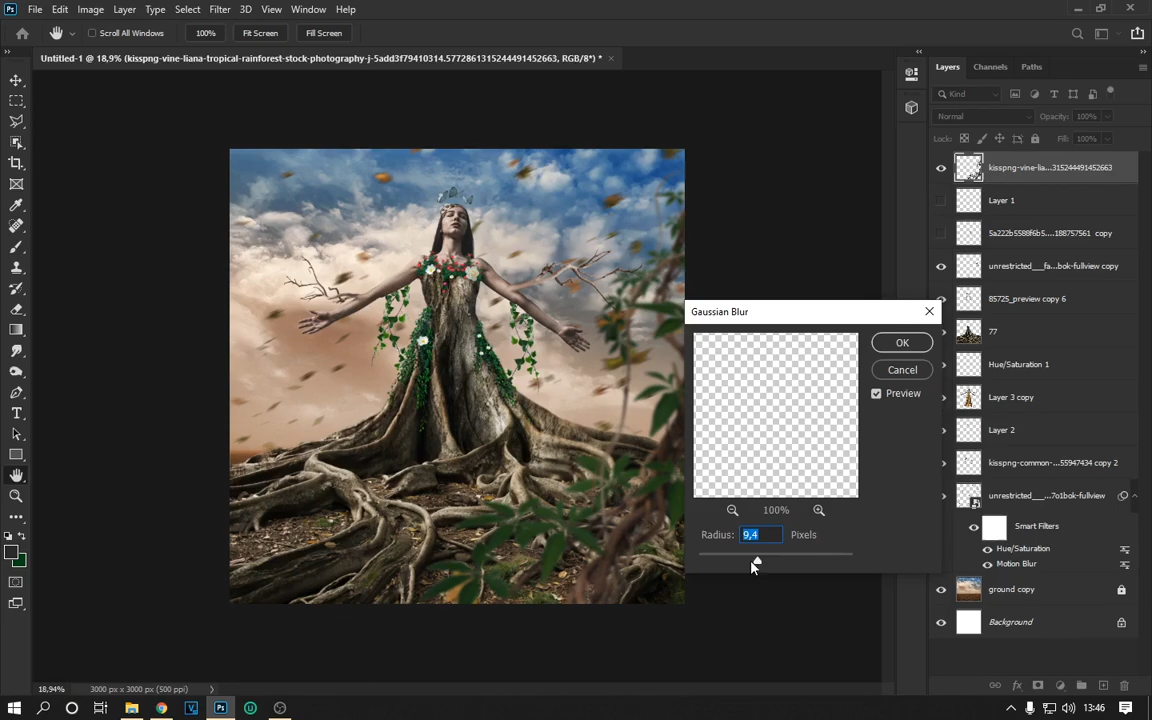 Ps File Edit Image Layer Type Select Filter 3D View Window Help
Scroll All Windows 100% Fit Screen Fill Screen
Untitled-1 @ 18,9% (kisspng-vine-liana-tropical-rainforest-stock-photography-j-5add3f79410314.5772861315244491452663, RGB/8*) *
Layers Channels Paths
Kind
Normal Opacity: 100%
Lock: Fill: 100%
kisspng-vine-lia...315244491452663
Layer 1
5a222b5588f6b5....188757561 copy
unrestricted___fa...bok-fullview copy
85725_preview copy 6
77
Hue/Saturation 1
Layer 3 copy
Layer 2
kisspng-common-...55947434 copy 2
unrestricted___...7o1bok-fullview
Smart Filters
Hue/Saturation
Motion Blur
ground copy
Background
Gaussian Blur
OK
Cancel
Preview
100%
Radius: 9,4 Pixels
18,94% 3000 px x 3000 px (500 ppi)
Ps
13:46